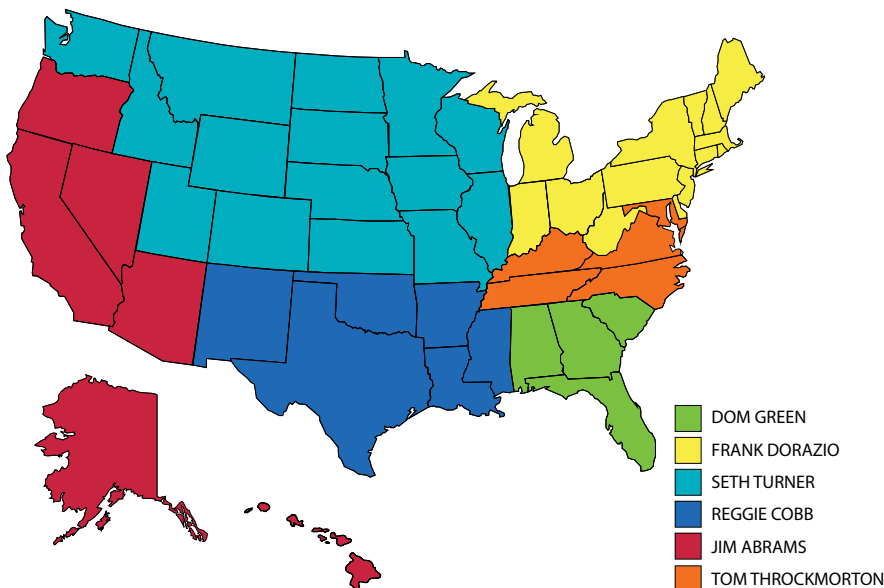 DOM GREEN
FRANK DORAZIO
SETH TURNER
REGGIE COBB
JIM ABRAMS
TOM THROCKMORTON